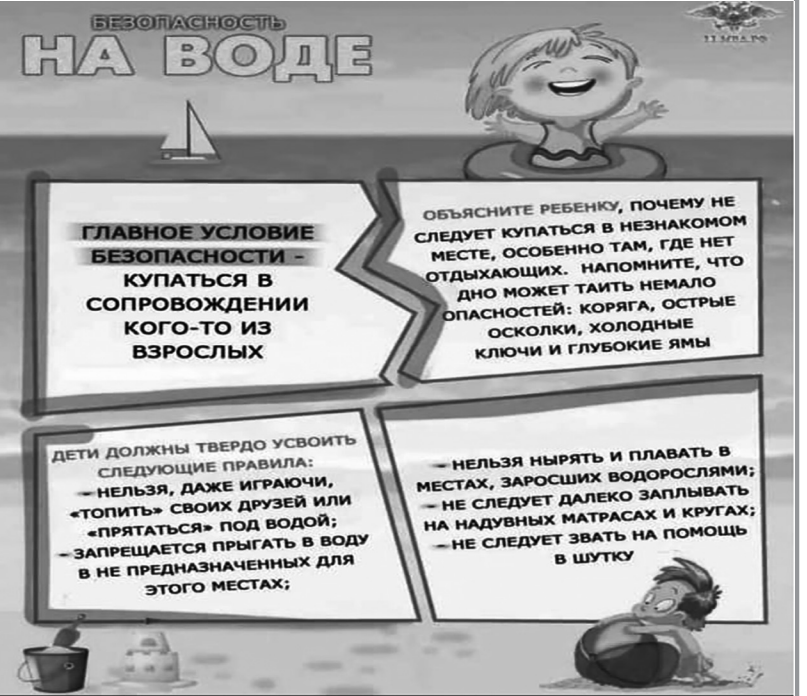 БЕЗОПАСНОСТЬ
НА ВОДЕ
ГЛАВНОЕ УСЛОВИЕ
БЕЗОПАСНОСТИ –
КУПАТЬСЯ В
СОПРОВОЖДЕНИИ
КОГО-ТО ИЗ
ВЗРОСЛЫХ
ОБЪЯСНИТЕ РЕБЕНКУ, ПОЧЕМУ НЕ
СЛЕДУЕТ КУПАТЬСЯ В НЕЗНАКОМОМ
МЕСТЕ, ОСОБЕННО ТАМ, ГДЕ НЕТ
ОТДЫХАЮЩИХ. НАПОМНИТЕ, ЧТО
ДНО МОЖЕТ ТАИТЬ НЕМАЛО
ОПАСНОСТЕЙ: КОРЯГА, ОСТРЫЕ
ОСКОЛКИ, ХОЛОДНЫЕ
КЛЮЧИ И ГЛУБОКИЕ ЯМЫ
ДЕТИ ДОЛЖНЫ ТВЕРДО УСВОИТЬ
СЛЕДУЮЩИЕ ПРАВИЛА:
– НЕЛЬЗЯ, ДАЖЕ ИГРАЮЧИ,
«ТОПИТЬ» СВОИХ ДРУЗЕЙ ИЛИ
«ПРЯТАТЬСЯ» ПОД ВОДОЙ;
– ЗАПРЕЩАЕТСЯ ПРЫГАТЬ В ВОДУ
В НЕ ПРЕДНАЗНАЧЕННЫХ ДЛЯ
ЭТОГО МЕСТАХ;
– НЕЛЬЗЯ НЫРЯТЬ И ПЛАВАТЬ В
МЕСТАХ, ЗАРОСШИХ ВОДОРОСЛЯМИ;
– НЕ СЛЕДУЕТ ДАЛЕКО ЗАПЛЫВАТЬ
НА НАДУВНЫХ МАТРАСАХ И КРУГАХ;
– НЕ СЛЕДУЕТ ЗВАТЬ НА ПОМОЩЬ
В ШУТКУ